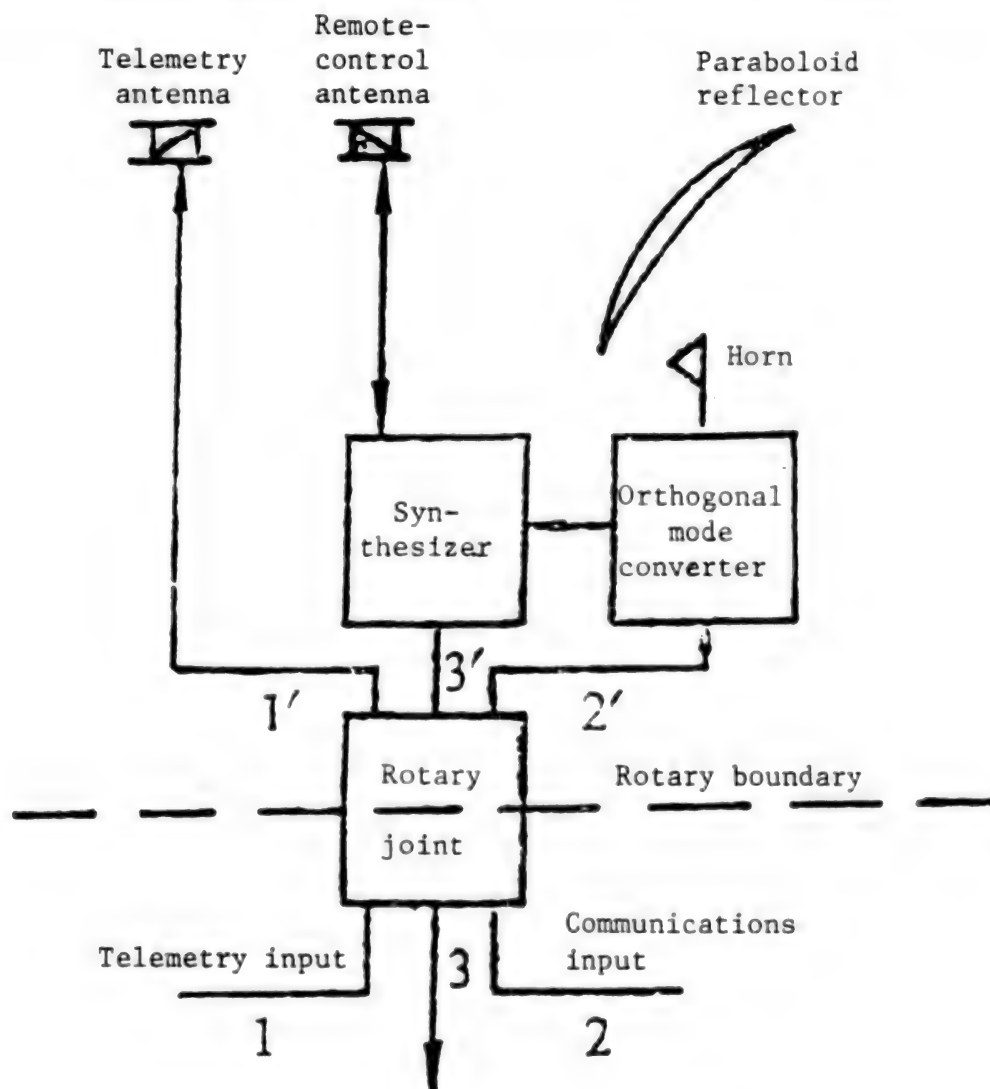 Telemetry
antenna
Remote-
control
antenna
Paraboloid
reflector
Horn
Syn-
thesizer
Orthogonal
mode
converter
1′
3′
2′
Rotary
joint
Rotary boundary
Telemetry input
Communications
input
1
3
2